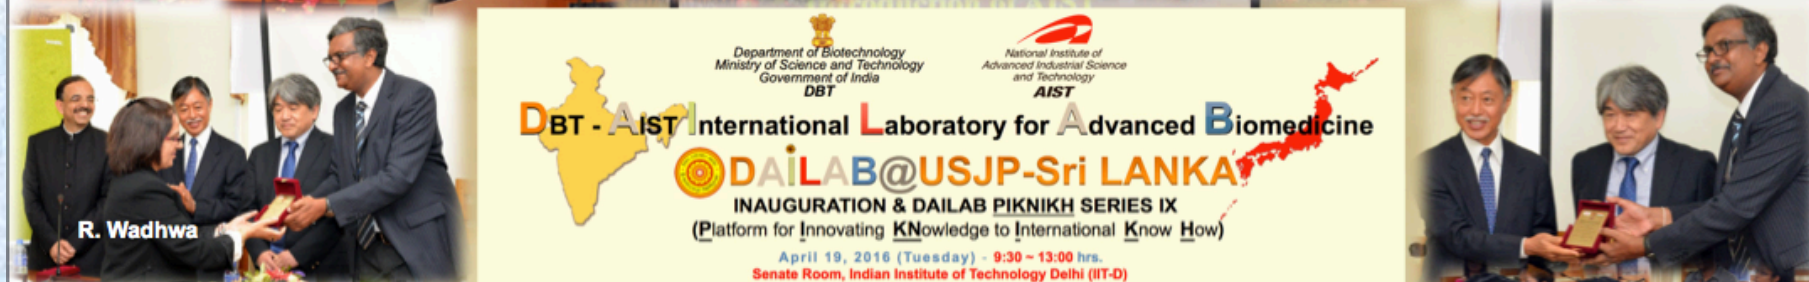 Introduction of AIST
Department of Biotechnology
Ministry of Science and Technology
Government of India
DBT
National Institute of
Advanced Industrial Science
and Technology
AIST
DBT - AIST International Laboratory for Advanced Biomedicine
DAiLAB@USJP-Sri LANKA
INAUGURATION & DAILAB PIKNIKH SERIES IX
(Platform for Innovating KNowledge to International Know How)
April 19, 2016 (Tuesday) - 9:30 ~ 13:00 hrs.
Senate Room, Indian Institute of Technology Delhi (IIT-D)
R. Wadhwa